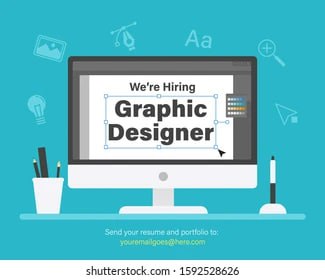 Aa
We're Hiring
Graphic
Designer
Send your resume and portfolio to:
youremailgoes@here.com
shutterstock.com · 1592528626